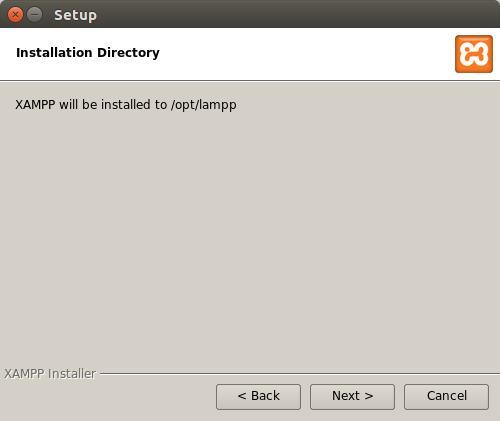 Setup
Installation Directory
XAMPP will be installed to /opt/lampp
XAMPP Installer
< Back
Next >
Cancel